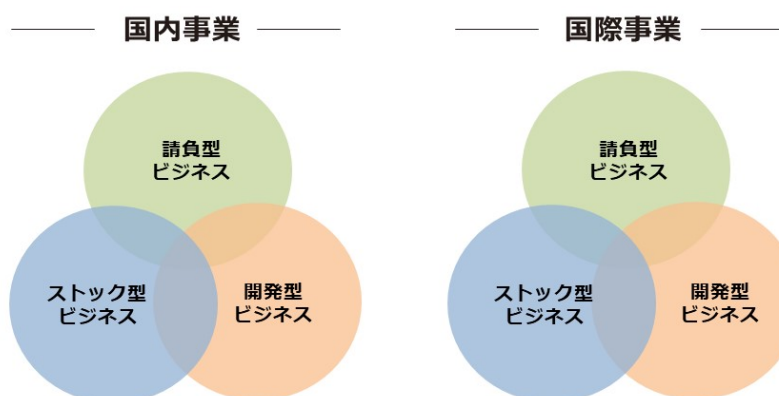 国内事業
請負型
ビジネス
ストック型
ビジネス
開発型
ビジネス
国際事業
請負型
ビジネス
ストック型
ビジネス
開発型
ビジネス